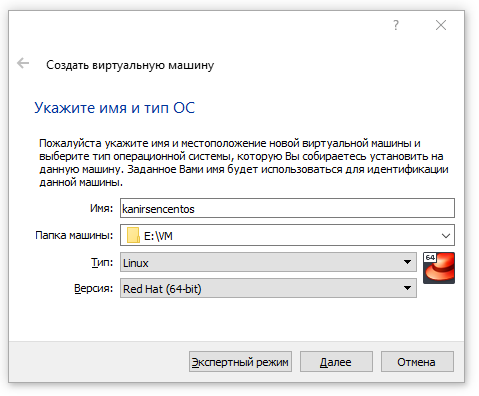 ?
Создать виртуальную машину
Укажите имя и тип ОС
Пожалуйста укажите имя и местоположение новой виртуальной машины и
выберите тип операционной системы, которую Вы собираетесь установить на
данную машину. Заданное Вами имя будет использоваться для идентификации
данной машины.
Имя: kanirsencentos
Папка машины: E:\VM
Тип: Linux 64
Версия: Red Hat (64-bit)
Экспертный режим Далее Отмена